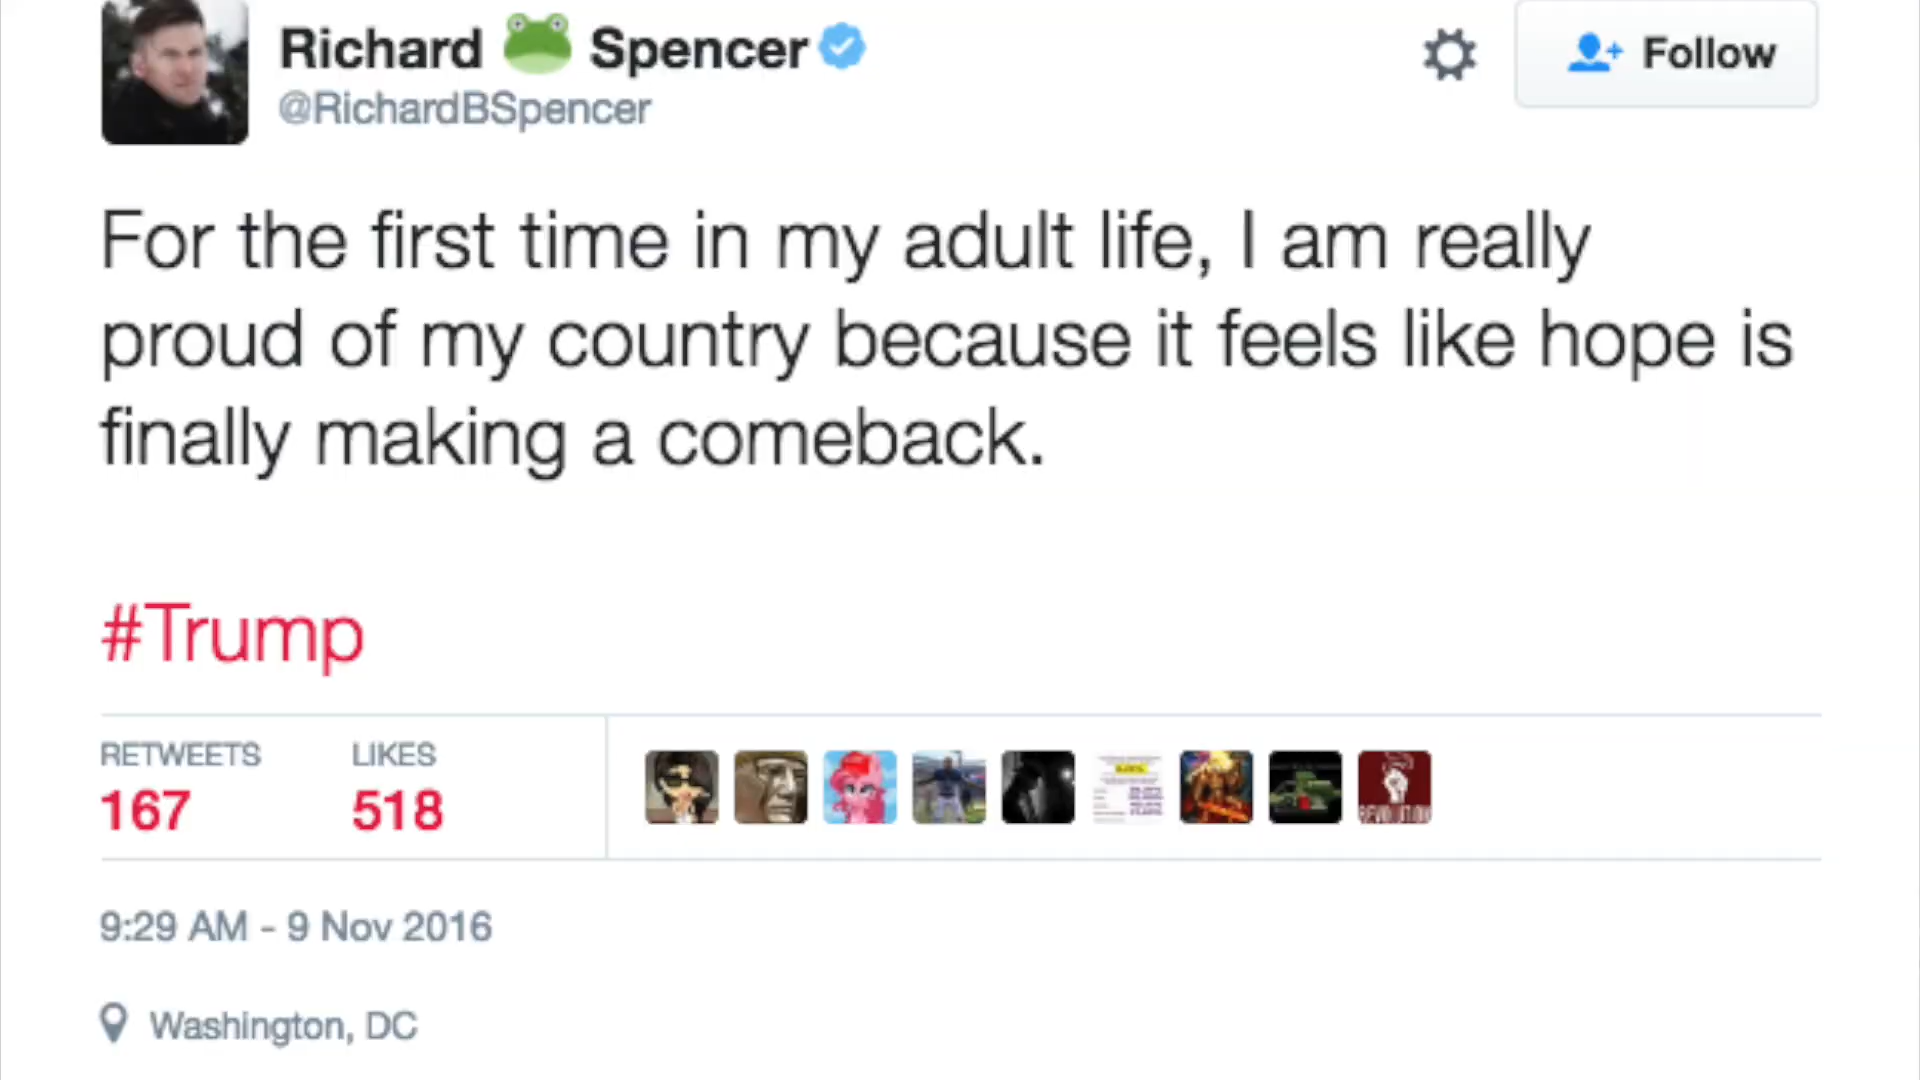 Richard 🐸 Spencer
@RichardBSpencer
Follow
For the first time in my adult life, I am really
proud of my country because it feels like hope is
finally making a comeback.
#Trump
RETWEETS LIKES
167 518
REVOLUTION
9:29 AM - 9 Nov 2016
Washington, DC